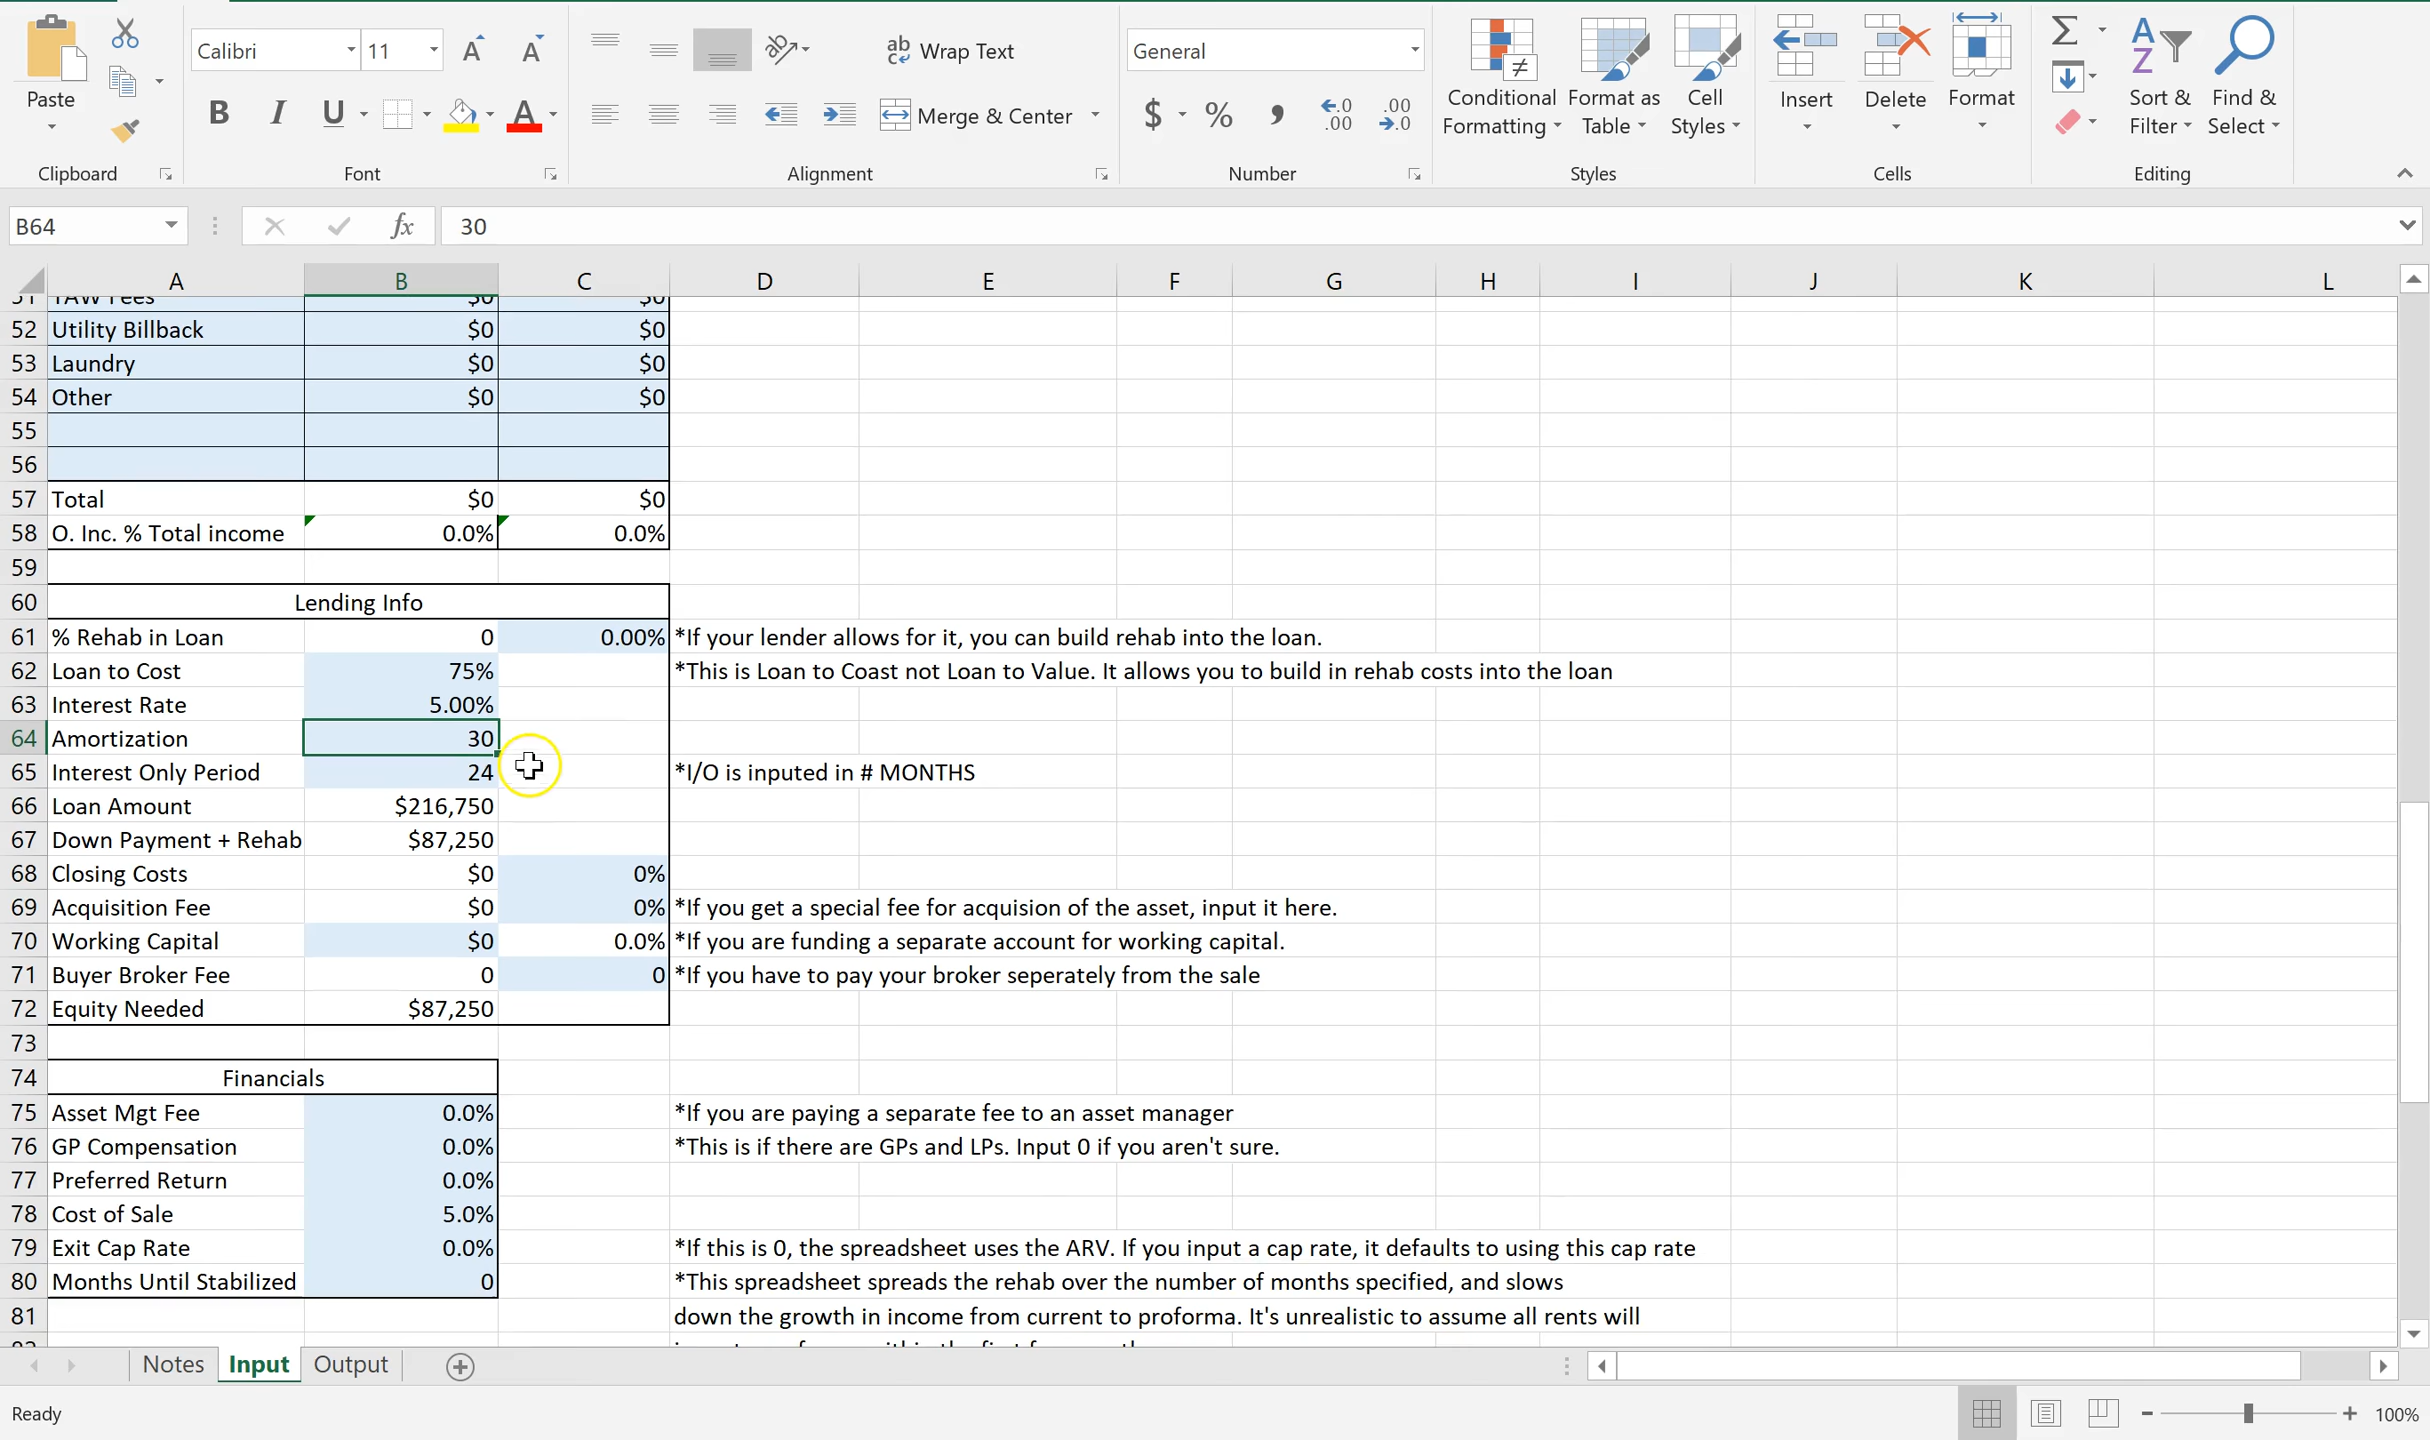 Paste
Clipboard
Calibri 11
A A
B I U A
Font
ab Wrap Text
Merge & Center
Alignment
General
$ % , .0 .00 .00 .0
Number
Conditional Formatting
Format as Table
Cell Styles
Styles
Insert
Delete
Format
Cells
Σ
Sort & Filter
Find & Select
Editing
B64 fx 30
A B C D E F G H I J K L
52 Utility Billback $0 $0
53 Laundry $0 $0
54 Other $0 $0
55
56
57 Total $0 $0
58 O. Inc. % Total income 0.0% 0.0%
59
60 Lending Info
61 % Rehab in Loan 0 0.00% *If your lender allows for it, you can build rehab into the loan.
62 Loan to Cost 75% *This is Loan to Coast not Loan to Value. It allows you to build in rehab costs into the loan
63 Interest Rate 5.00%
64 Amortization 30
65 Interest Only Period 24 *I/O is inputed in # MONTHS
66 Loan Amount $216,750
67 Down Payment + Rehab $87,250
68 Closing Costs $0 0%
69 Acquisition Fee $0 0% *If you get a special fee for acquision of the asset, input it here.
70 Working Capital $0 0.0% *If you are funding a separate account for working capital.
71 Buyer Broker Fee 0 0 *If you have to pay your broker seperately from the sale
72 Equity Needed $87,250
73
74 Financials
75 Asset Mgt Fee 0.0% *If you are paying a separate fee to an asset manager
76 GP Compensation 0.0% *This is if there are GPs and LPs. Input 0 if you aren't sure.
77 Preferred Return 0.0%
78 Cost of Sale 5.0%
79 Exit Cap Rate 0.0% *If this is 0, the spreadsheet uses the ARV. If you input a cap rate, it defaults to using this cap rate
80 Months Until Stabilized 0 *This spreadsheet spreads the rehab over the number of months specified, and slows
81 down the growth in income from current to proforma. It's unrealistic to assume all rents will
Notes Input Output
Ready 100%